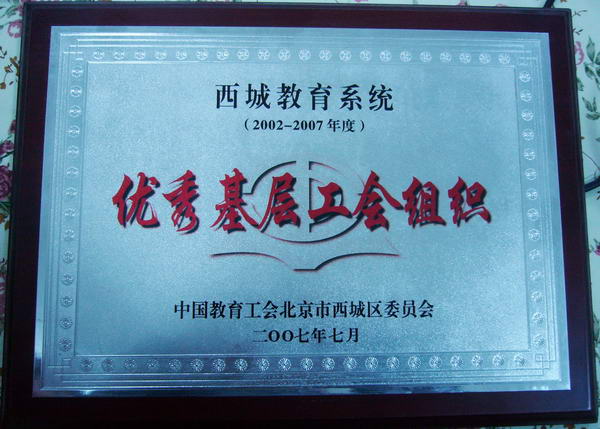 西城教育系统
（2002-2007年度）
优秀基层工会组织
中国教育工会北京市西城区委员会
二〇〇七年七月